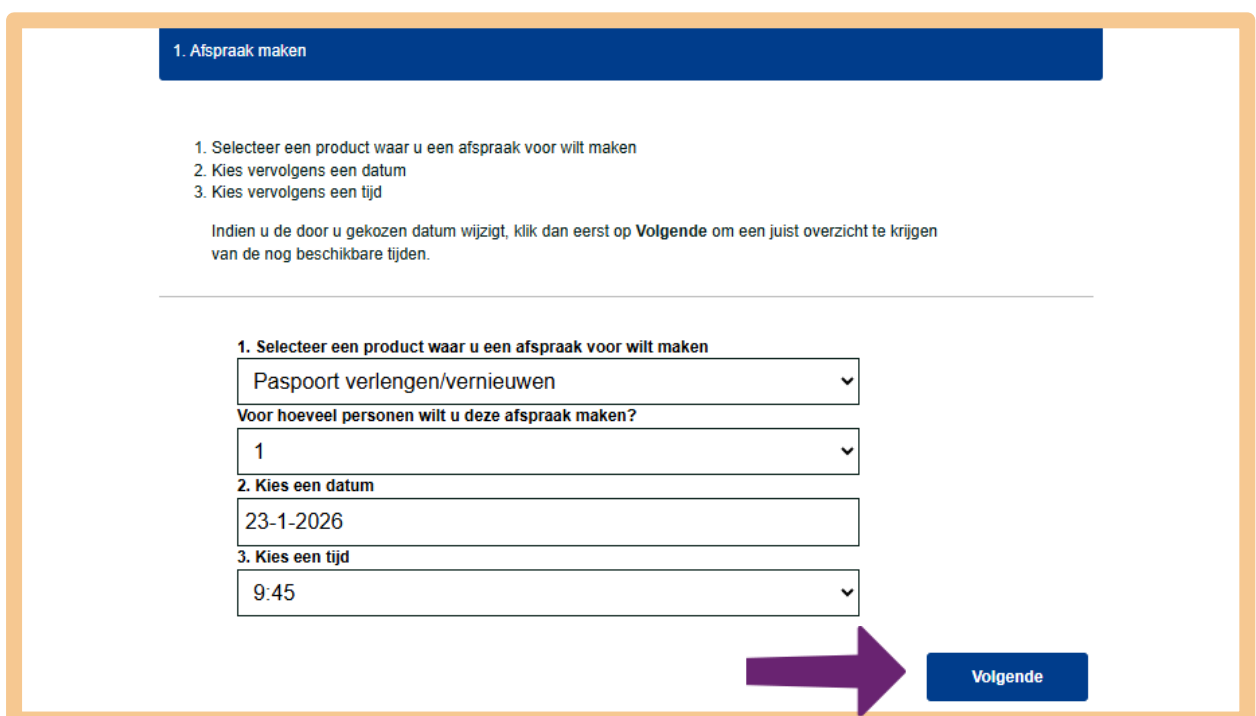 1. Afspraak maken
1. Selecteer een product waar u een afspraak voor wilt maken
2. Kies vervolgens een datum
3. Kies vervolgens een tijd
Indien u de door u gekozen datum wijzigt, klik dan eerst op Volgende om een juist overzicht te krijgen
van de nog beschikbare tijden.
1. Selecteer een product waar u een afspraak voor wilt maken
Paspoort verlengen/vernieuwen
Voor hoeveel personen wilt u deze afspraak maken?
1
2. Kies een datum
23-1-2026
3. Kies een tijd
9:45
Volgende